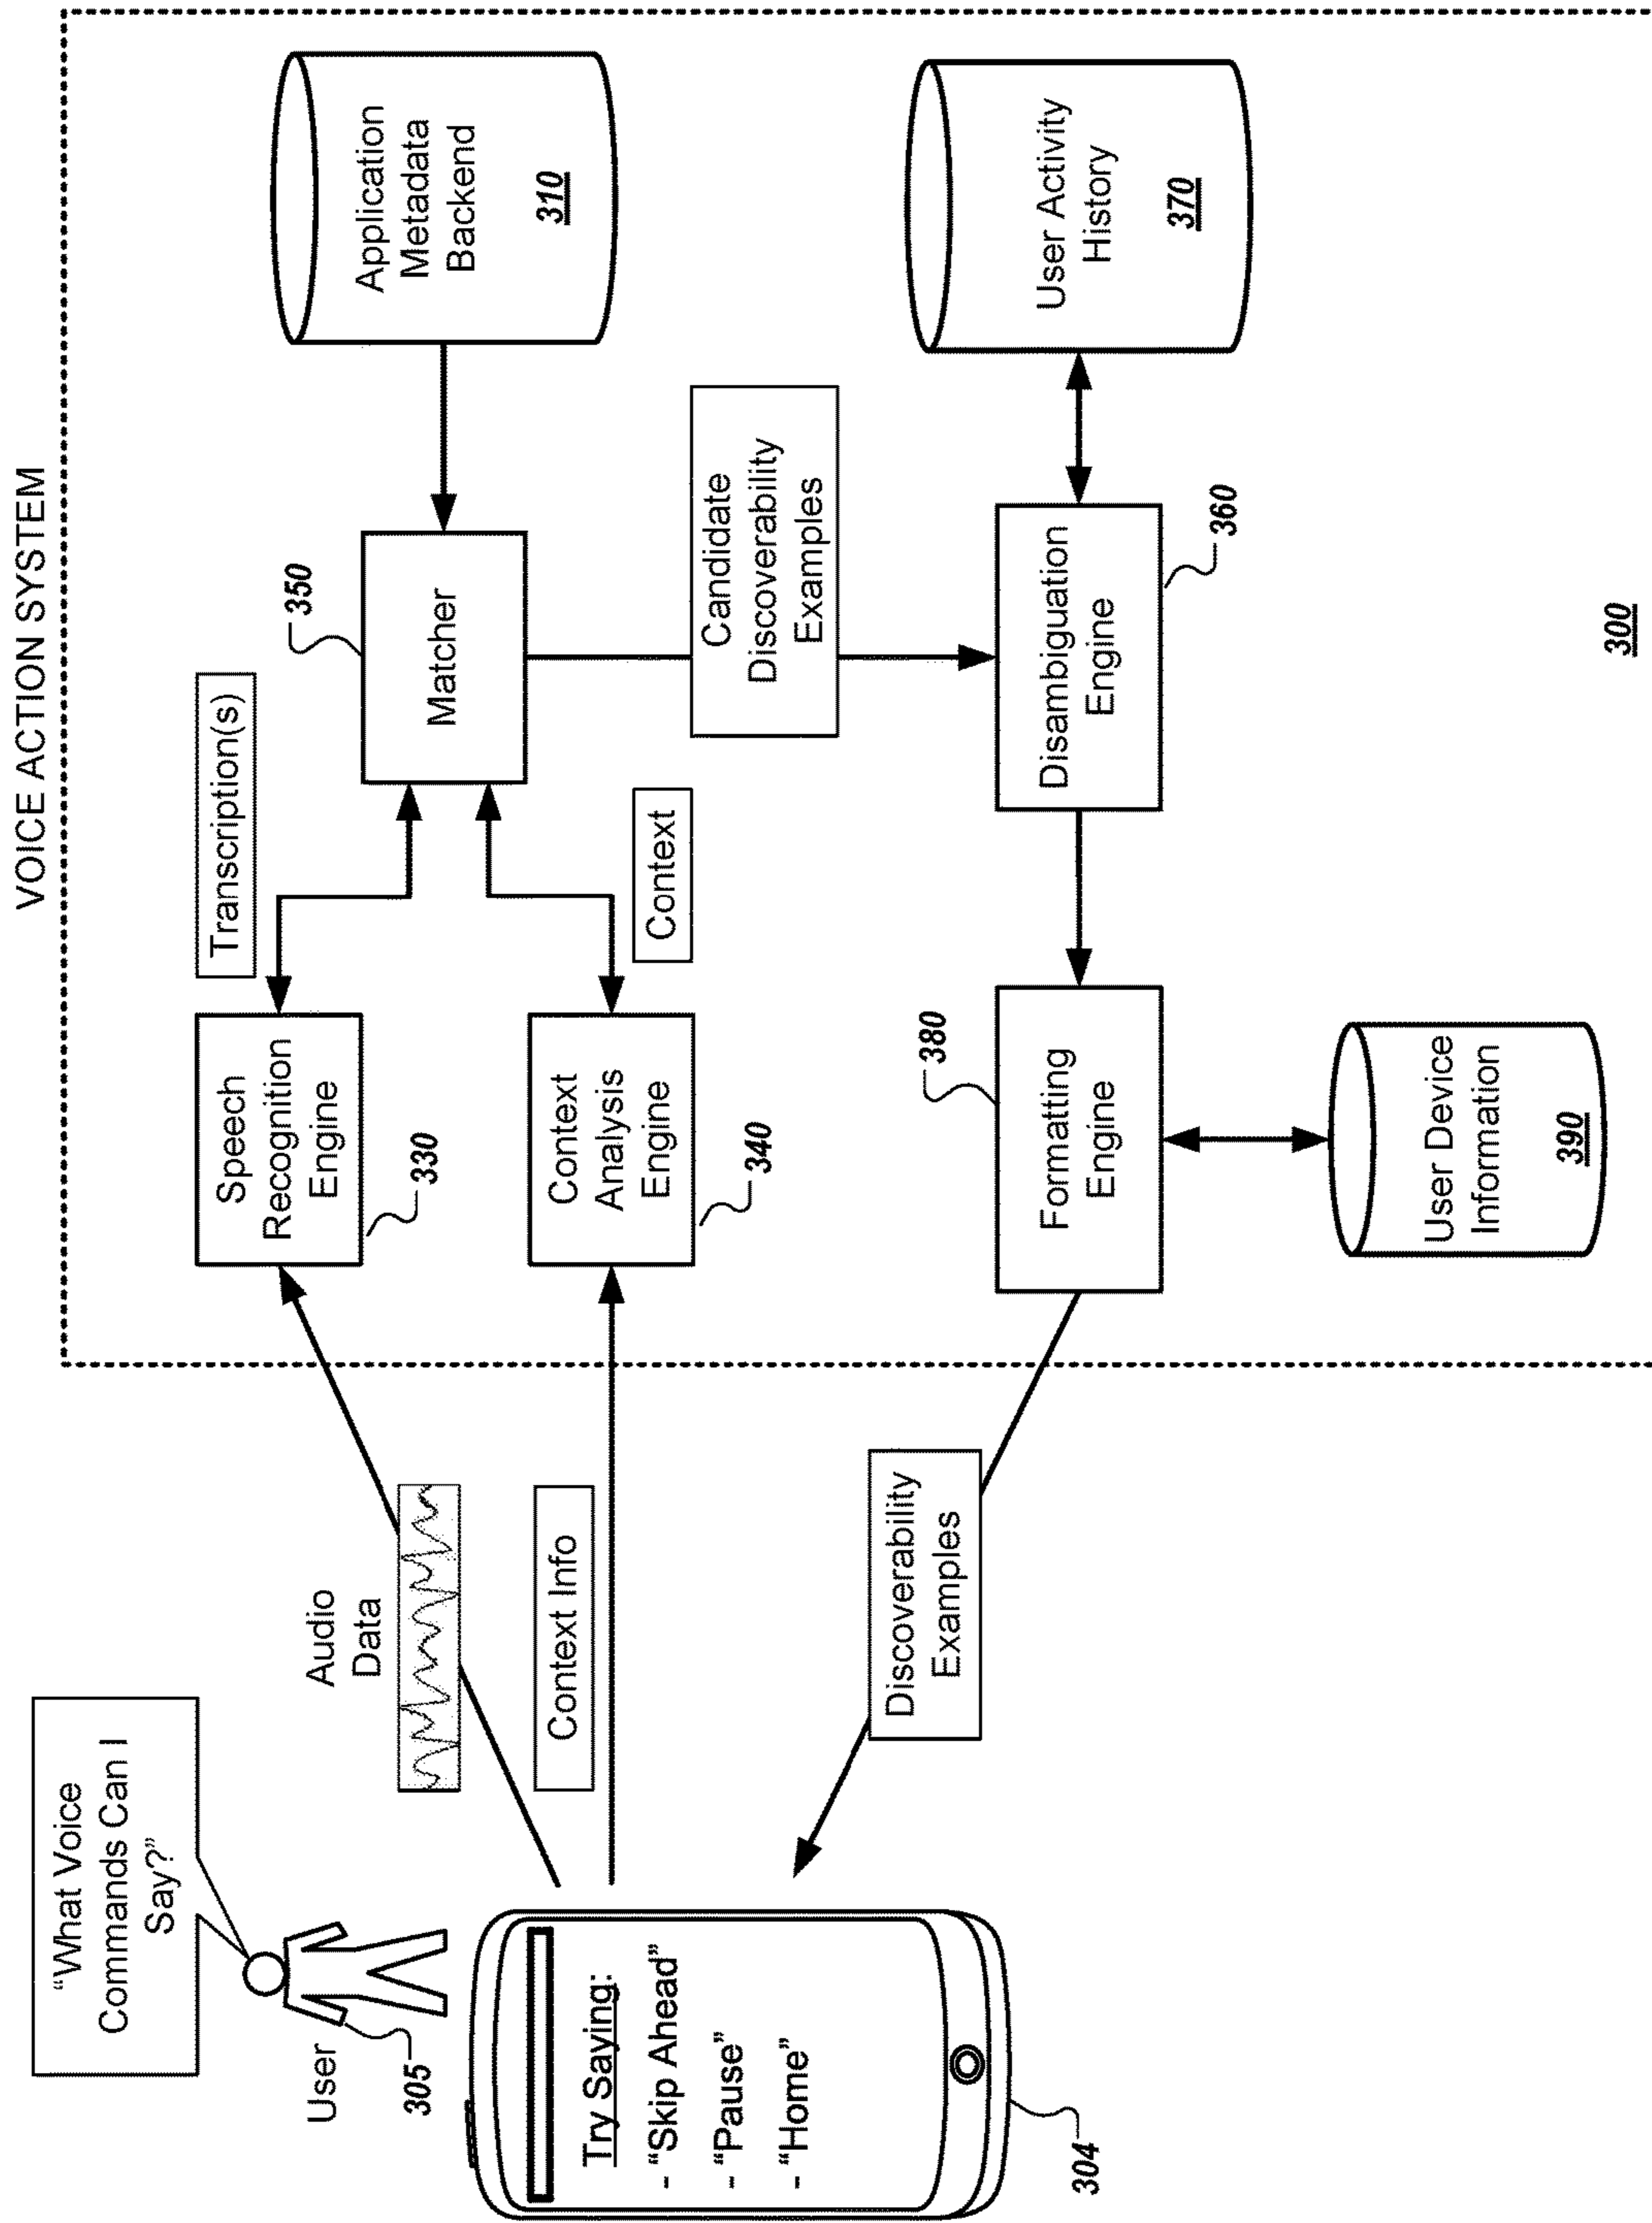 VOICE ACTION SYSTEM
“What Voice
Commands Can I
Say?”
User
305
Try Saying:
- “Skip Ahead”
- “Pause”
- “Home”
304
Audio
Data
Context Info
Discoverability
Examples
Speech
Recognition
Engine
330
Transcription(s)
Context
Analysis
Engine
340
Context
350
Matcher
Application
Metadata
Backend
310
Candidate
Discoverability
Examples
380
Formatting
Engine
Disambiguation
Engine
360
User Activity
History
370
User Device
Information
390
300